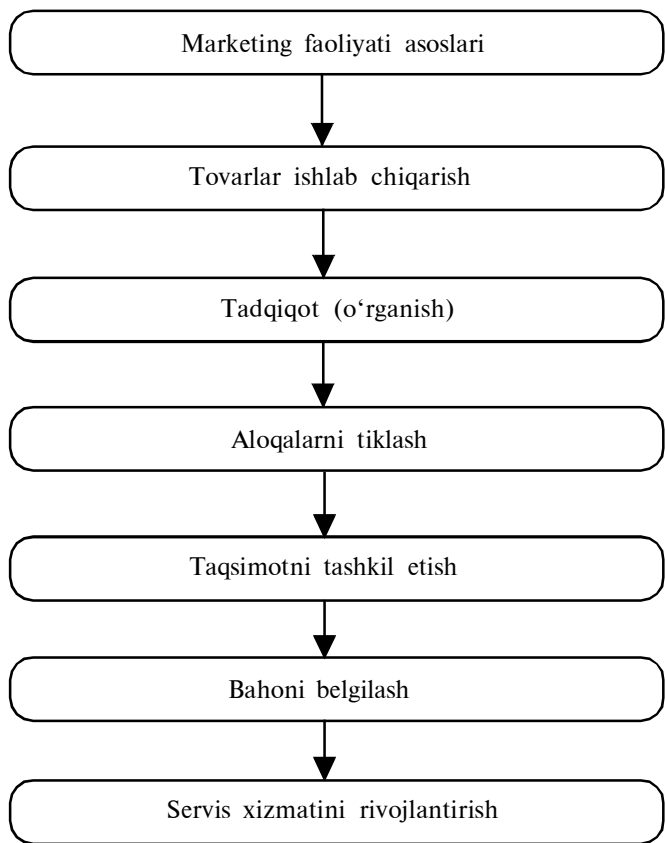 Marketing faoliyati asoslari
Tovarlar ishlab chiqarish
Tadqiqot (o‘rganish)
Aloqalarni tiklash
Taqsimotni tashkil etish
Bahoni belgilash
Servis xizmatini rivojlantirish